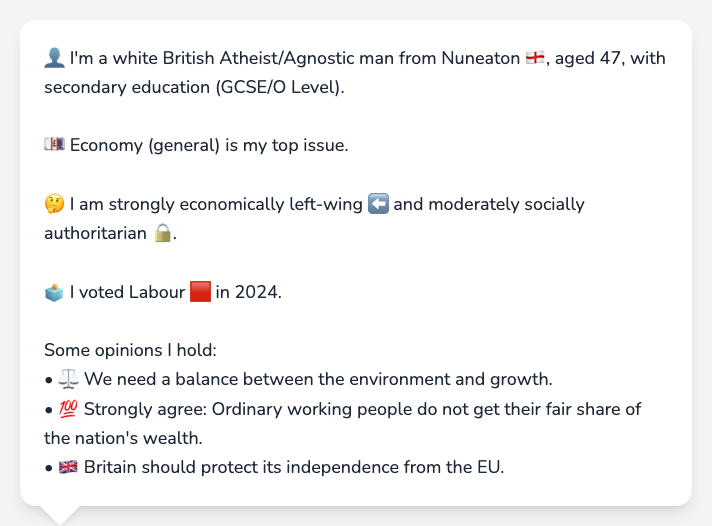 👤 I'm a white British Atheist/Agnostic man from Nuneaton 🏴󠁧󠁢󠁥󠁮󠁧󠁿, aged 47, with
secondary education (GCSE/O Level).
💷 Economy (general) is my top issue.
🤔 I am strongly economically left-wing ⬅️ and moderately socially
authoritarian 🔒.
🗳️ I voted Labour 🟥 in 2024.
Some opinions I hold:
• ⚖️ We need a balance between the environment and growth.
• 💯 Strongly agree: Ordinary working people do not get their fair share of
the nation's wealth.
• 🇬🇧 Britain should protect its independence from the EU.